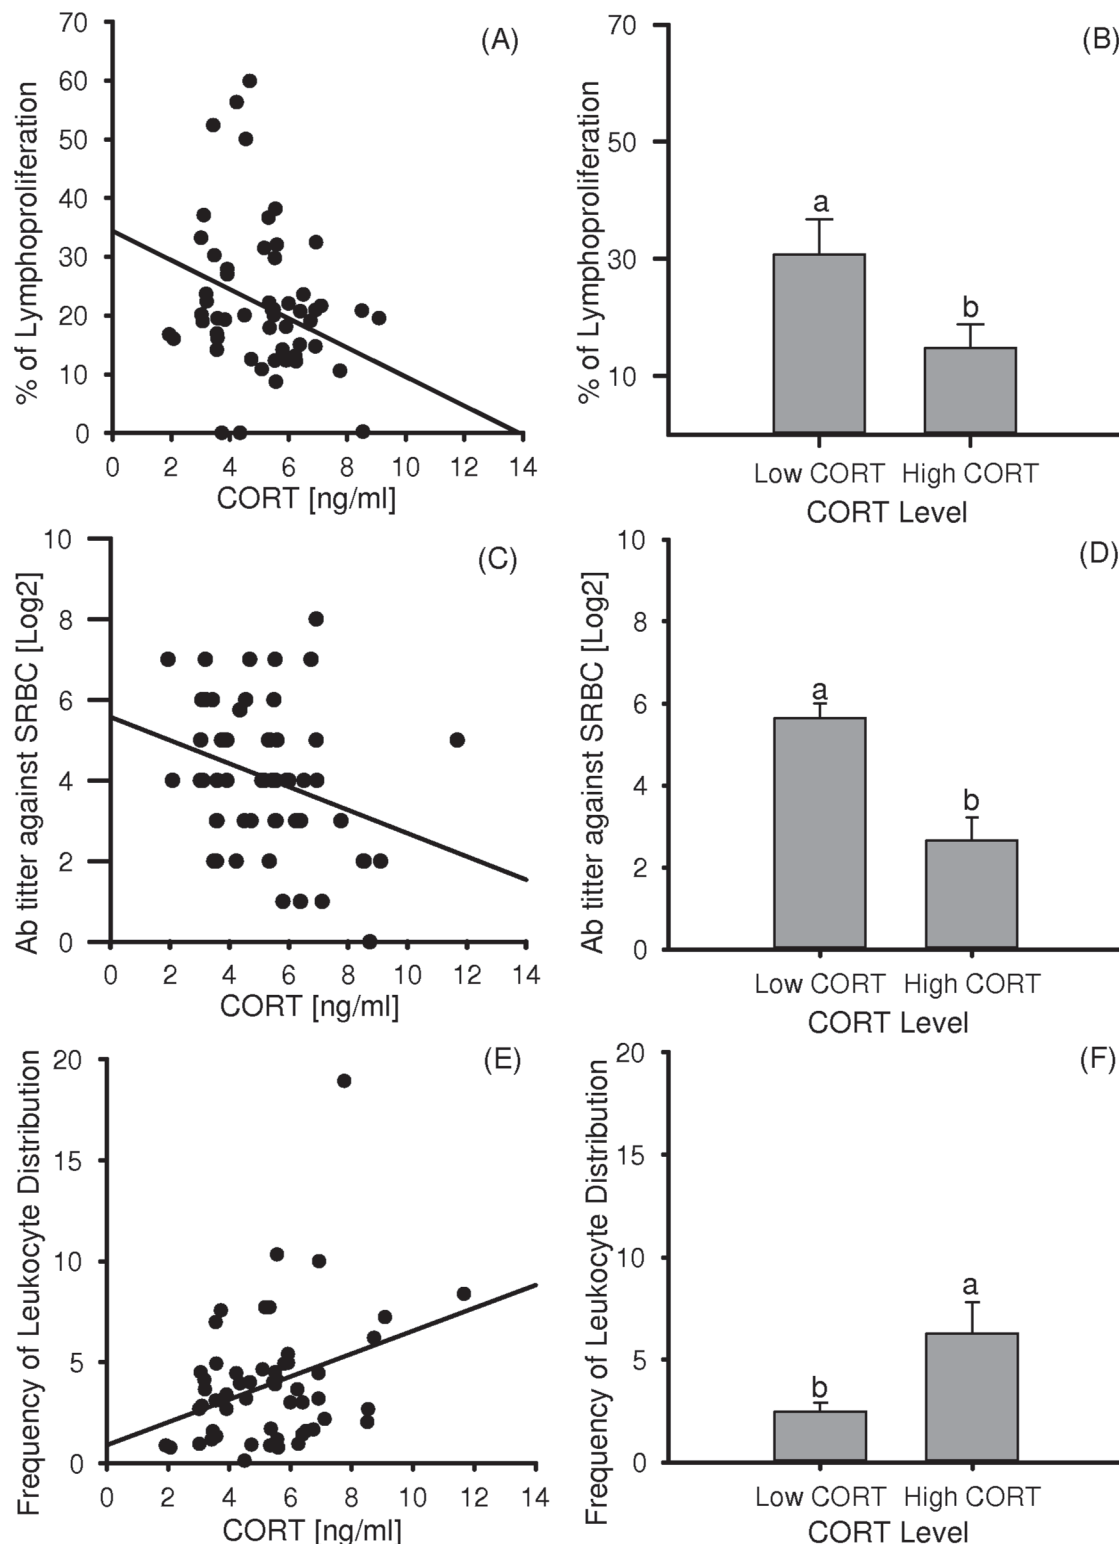 (A)
% of Lymphoproliferation
70
60
50
40
30
20
10
0
0 2 4 6 8 10 12 14
CORT [ng/ml]
(B)
% of Lymphoproliferation
70
50
30
10
a
b
Low CORT High CORT
CORT Level
(C)
Ab titter against SRBC [Log2]
10
8
6
4
2
0
0 2 4 6 8 10 12 14
CORT [ng/ml]
(D)
Ab titter against SRBC [Log2]
10
8
6
4
2
0
a
b
Low CORT High CORT
CORT Level
(E)
Frequency of Leukocyte Distribution
20
15
10
5
0
0 2 4 6 8 10 12 14
CORT [ng/ml]
(F)
Frequency of Leukocyte Distribution
20
15
10
5
0
b
a
Low CORT High CORT
CORT Level